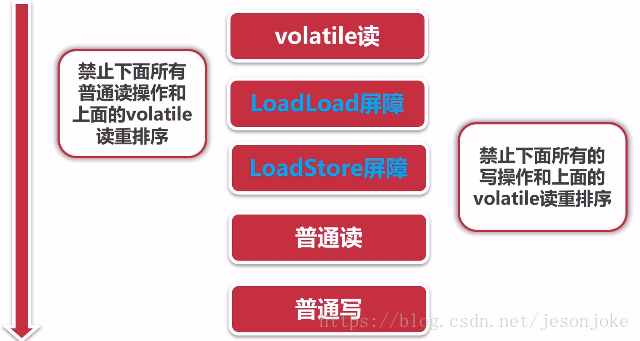 volatile读
禁止下面所有
普通读操作和
上面的volatile
读重排序
LoadLoad屏障
LoadStore屏障
禁止下面所有的
写操作和上面的
volatile读重排序
普通读
普通写
https://blog.csdn.net/jesonjoke